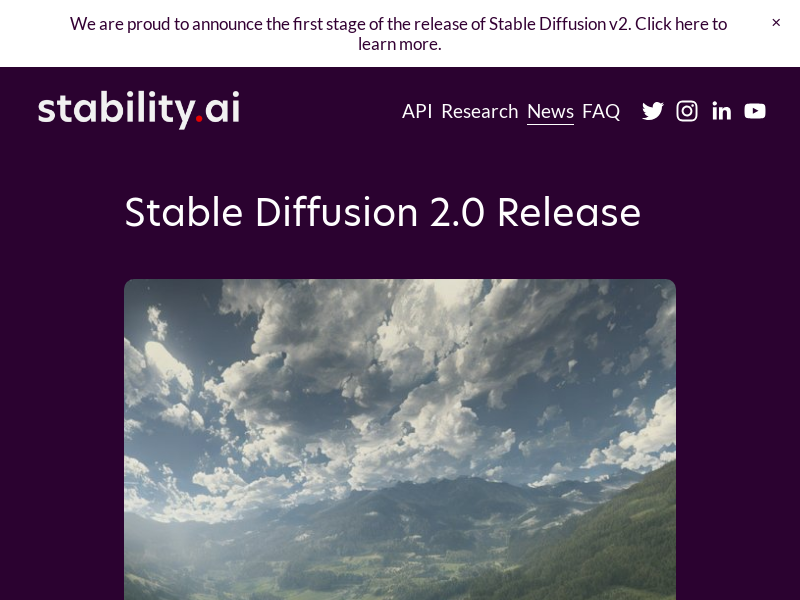 We are proud to announce the first stage of the release of Stable Diffusion v2. Click here to
learn more.
×
stability.ai
API Research News FAQ
Stable Diffusion 2.0 Release